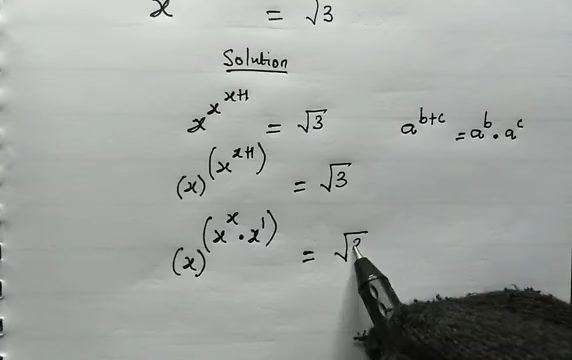 x = √3
Solution
x^{x^{x+1}} = √3 a^{b+c} = a^b · a^c
(x)^{(x^{x+1})} = √3
(x)^{(x^x · x^1)} = √